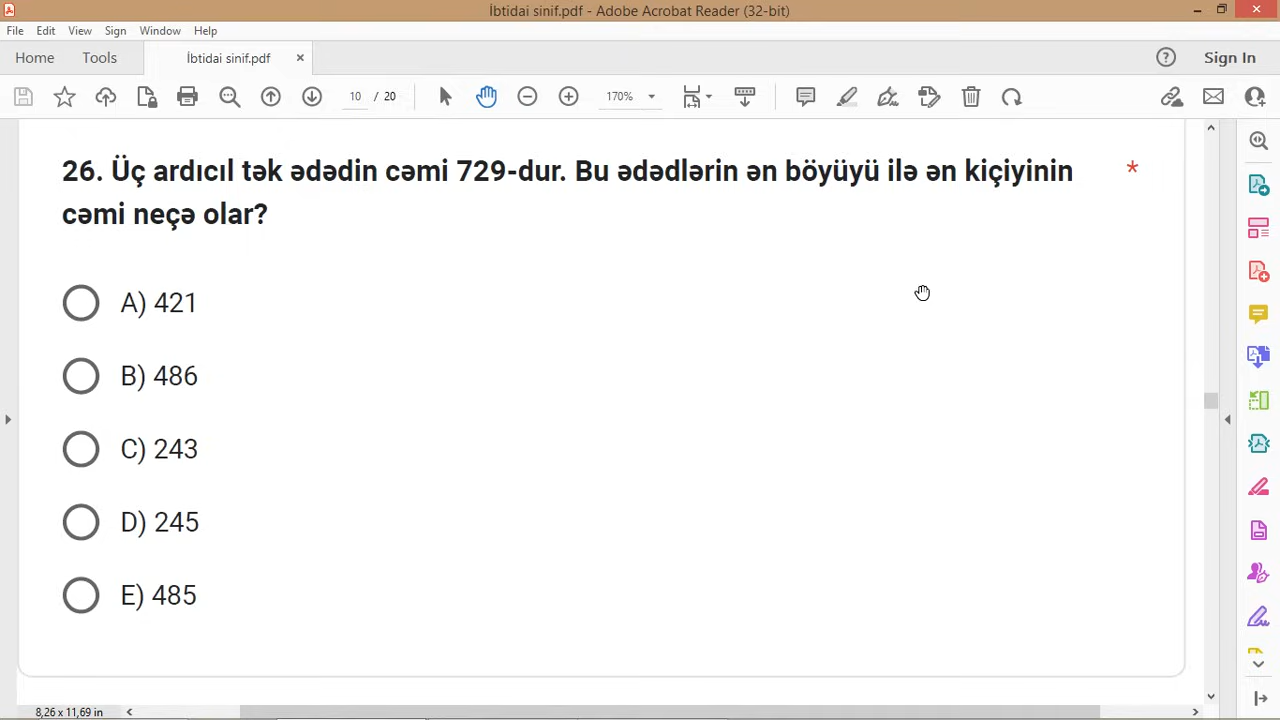 İbtidai sinif.pdf - Adobe Acrobat Reader (32-bit)
File Edit View Sign Window Help
Home Tools İbtidai sinif.pdf × Sign In
10 / 20 170%
26. Üç ardıcıl tək ədədin cəmi 729-dur. Bu ədədlərin ən böyüyü ilə ən kiçiyinin *
cəmi neçə olar?
A) 421
B) 486
C) 243
D) 245
E) 485
8,26 x 11,69 in